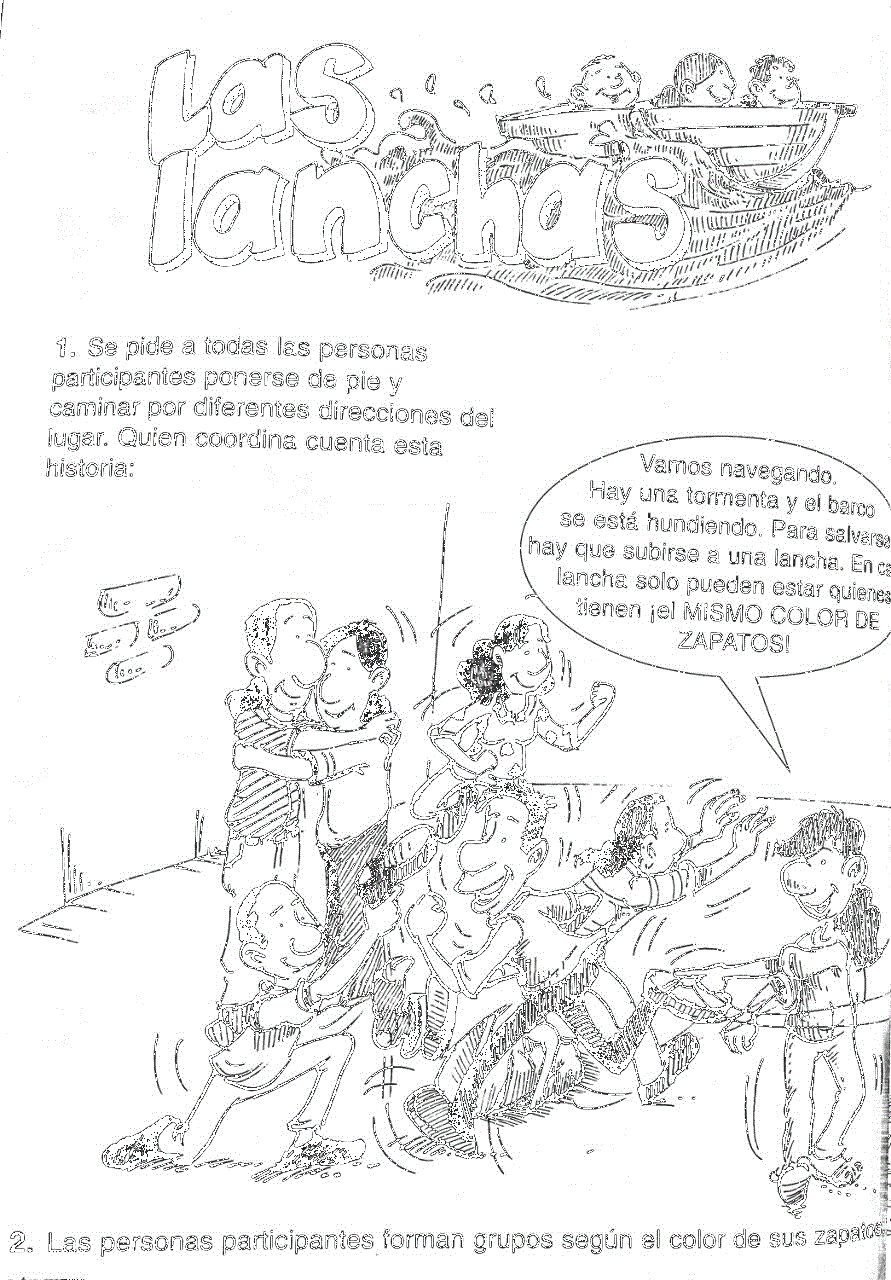 Las
lanchas
1. Se pide a todas las personas
participantes ponerse de pie y
caminar por diferentes direcciones del
lugar. Quien coordina cuenta esta
historia:
Vamos navegando.
Hay una tormenta y el barco
se está hundiendo. Para salvarse
hay que subirse a una lancha. En
lancha solo pueden estar quienes
tienen ¡el MISMO COLOR DE
ZAPATOS!
2. Las personas participantes forman grupos según el color de sus zapatos